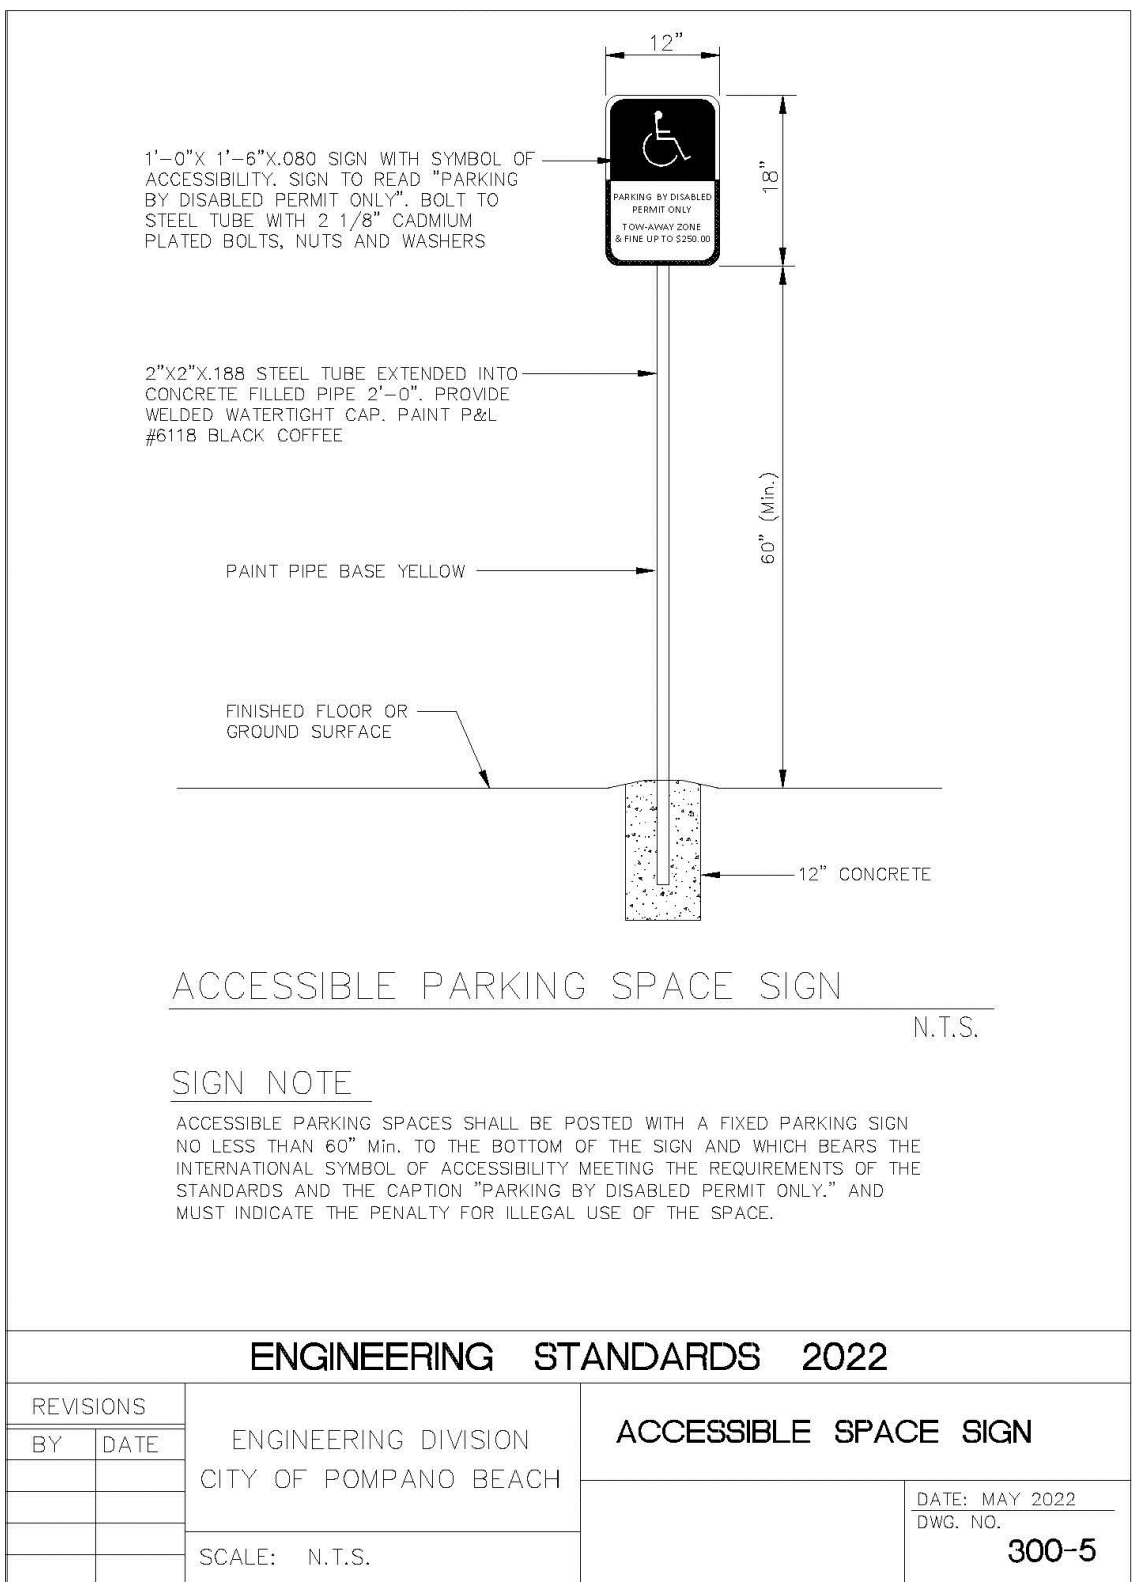 12"
1'-0"X 1'-6"X.080 SIGN WITH SYMBOL OF
ACCESSIBILITY. SIGN TO READ "PARKING
BY DISABLED PERMIT ONLY". BOLT TO
STEEL TUBE WITH 2 1/8" CADMIUM
PLATED BOLTS, NUTS AND WASHERS
PARKING BY DISABLED
PERMIT ONLY
TOW-AWAY ZONE
& FINE UP TO $250.00
18"
2"X2"X.188 STEEL TUBE EXTENDED INTO
CONCRETE FILLED PIPE 2'-0". PROVIDE
WELDED WATERTIGHT CAP. PAINT P&L
#6118 BLACK COFFEE
60" (Min.)
PAINT PIPE BASE YELLOW
FINISHED FLOOR OR
GROUND SURFACE
12" CONCRETE
ACCESSIBLE PARKING SPACE SIGN
N.T.S.
SIGN NOTE
ACCESSIBLE PARKING SPACES SHALL BE POSTED WITH A FIXED PARKING SIGN
NO LESS THAN 60" Min. TO THE BOTTOM OF THE SIGN AND WHICH BEARS THE
INTERNATIONAL SYMBOL OF ACCESSIBILITY MEETING THE REQUIREMENTS OF THE
STANDARDS AND THE CAPTION "PARKING BY DISABLED PERMIT ONLY." AND
MUST INDICATE THE PENALTY FOR ILLEGAL USE OF THE SPACE.
ENGINEERING STANDARDS 2022
REVISIONS
BY DATE
ENGINEERING DIVISION
CITY OF POMPANO BEACH
SCALE: N.T.S.
ACCESSIBLE SPACE SIGN
DATE: MAY 2022
DWG. NO.
300-5